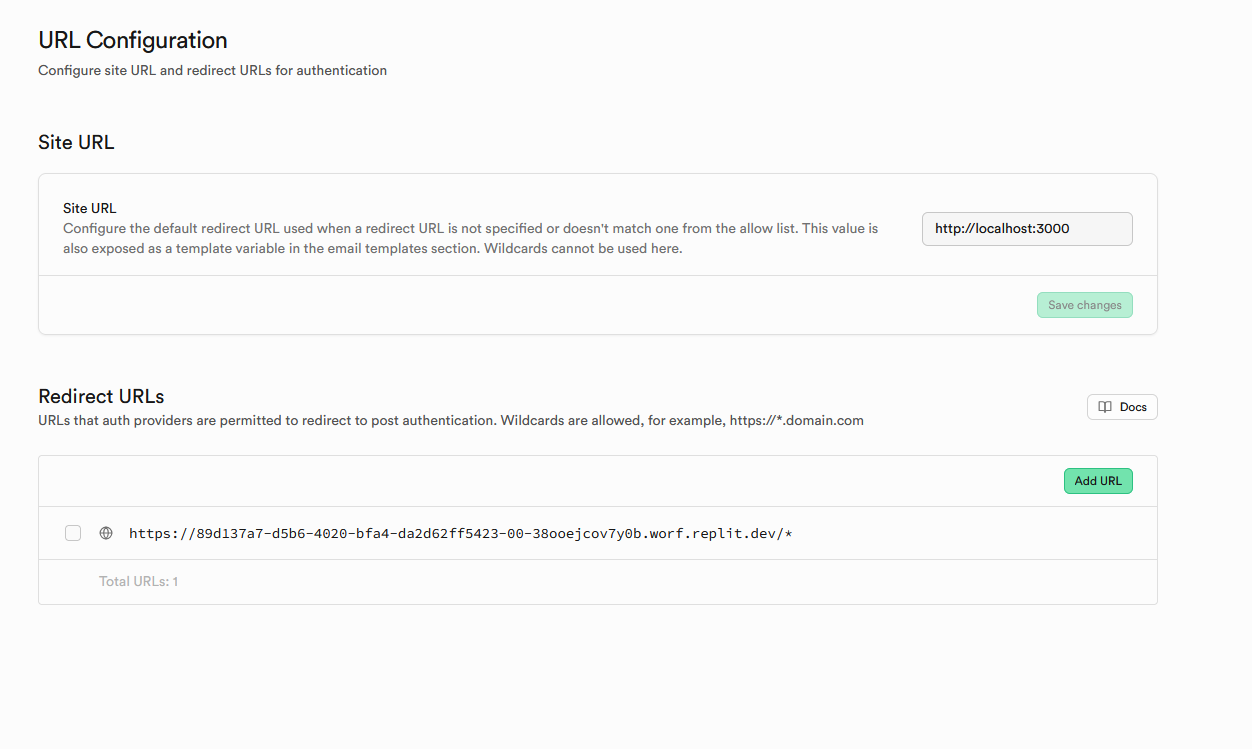 URL Configuration
Configure site URL and redirect URLs for authentication
Site URL
Site URL
Configure the default redirect URL used when a redirect URL is not specified or doesn't match one from the allow list. This value is
also exposed as a template variable in the email templates section. Wildcards cannot be used here.
http://localhost:3000
Save changes
Redirect URLs
URLs that auth providers are permitted to redirect to post authentication. Wildcards are allowed, for example, https://*.domain.com
Docs
Add URL
https://89d137a7-d5b6-4020-bfa4-da2d62ff5423-00-38ooejcov7y0b.worf.replit.dev/*
Total URLs: 1